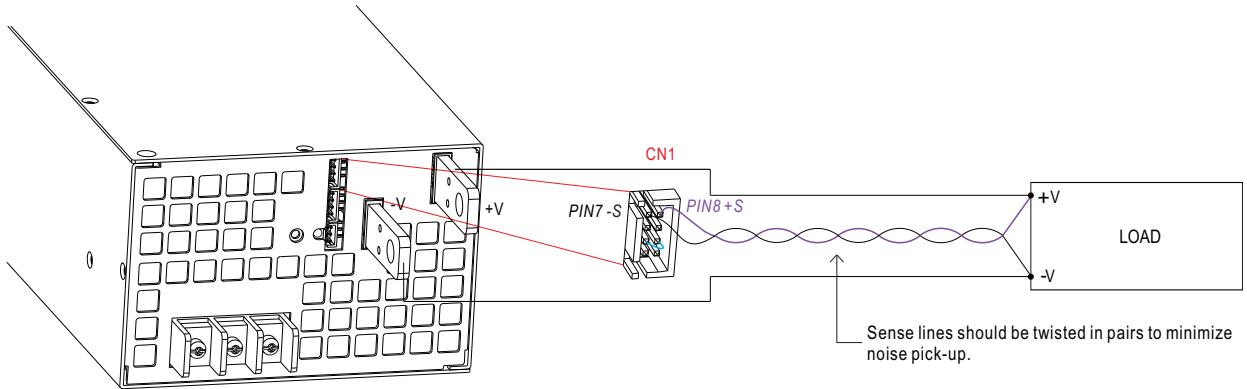 CN1
-V
+V
PIN7 -S
PIN8 +S
+V
LOAD
-V
Sense lines should be twisted in pairs to minimize
noise pick-up.